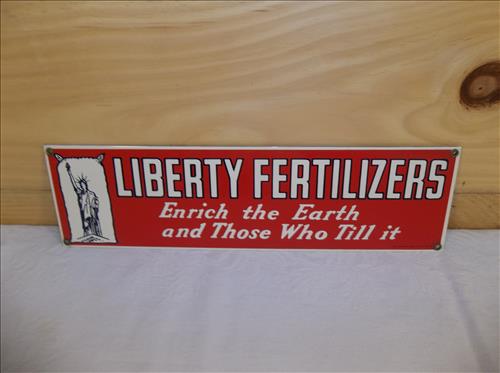 LIBERTY FERTILIZERS
Enrich the Earth
and Those Who Till it